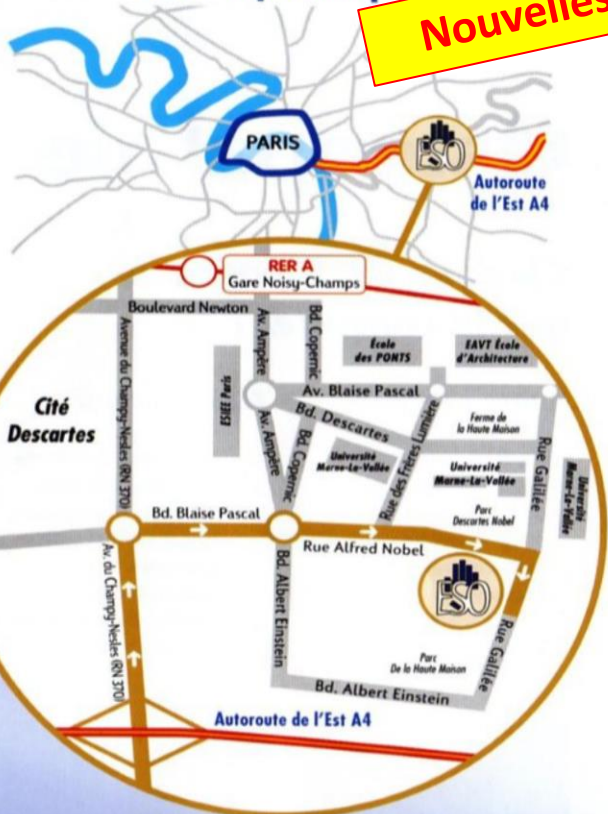 Nouvelles
PARIS
ESO
Autoroute
de l'Est A4
RER A
Gare Noisy-Champs
Boulevard Newton
Av. Ampère
Bd. Copernic
Avenue du Champy-Nesles (RN 370)
École
des PONTS
EAVT École
d'Architecture
ESIEE Paris
Av. Blaise Pascal
Cité
Descartes
Bd. Descartes
Av. Ampère
Bd. Copernic
Rue des Frères Lumière
Ferme de
la Haute Maison
Rue Galilée
Université
Marne-La-Vallée
Université
Marne-La-Vallée
Université
Marne-La-Vallée
Parc
Descartes Nobel
Bd. Blaise Pascal
Rue Alfred Nobel
Av. du Champy-Nesles (RN 370)
Bd. Albert Einstein
ESO
Rue Galilée
Parc
De la Haute Maison
Bd. Albert Einstein
Autoroute de l'Est A4